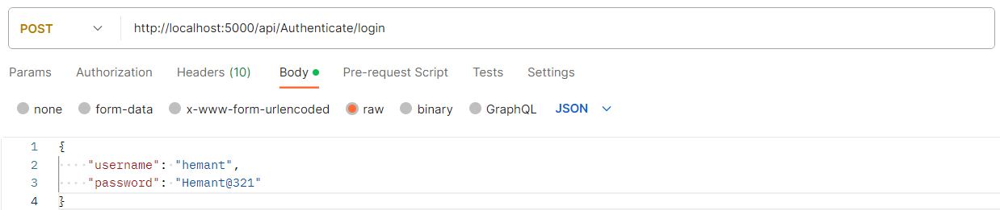 POST http://localhost:5000/api/Authenticate/login
Params Authorization Headers (10) Body Pre-request Script Tests Settings
none form-data x-www-form-urlencoded raw binary GraphQL JSON
1 {
2 "username": "hemant",
3 "password": "Hemant@321"
4 }